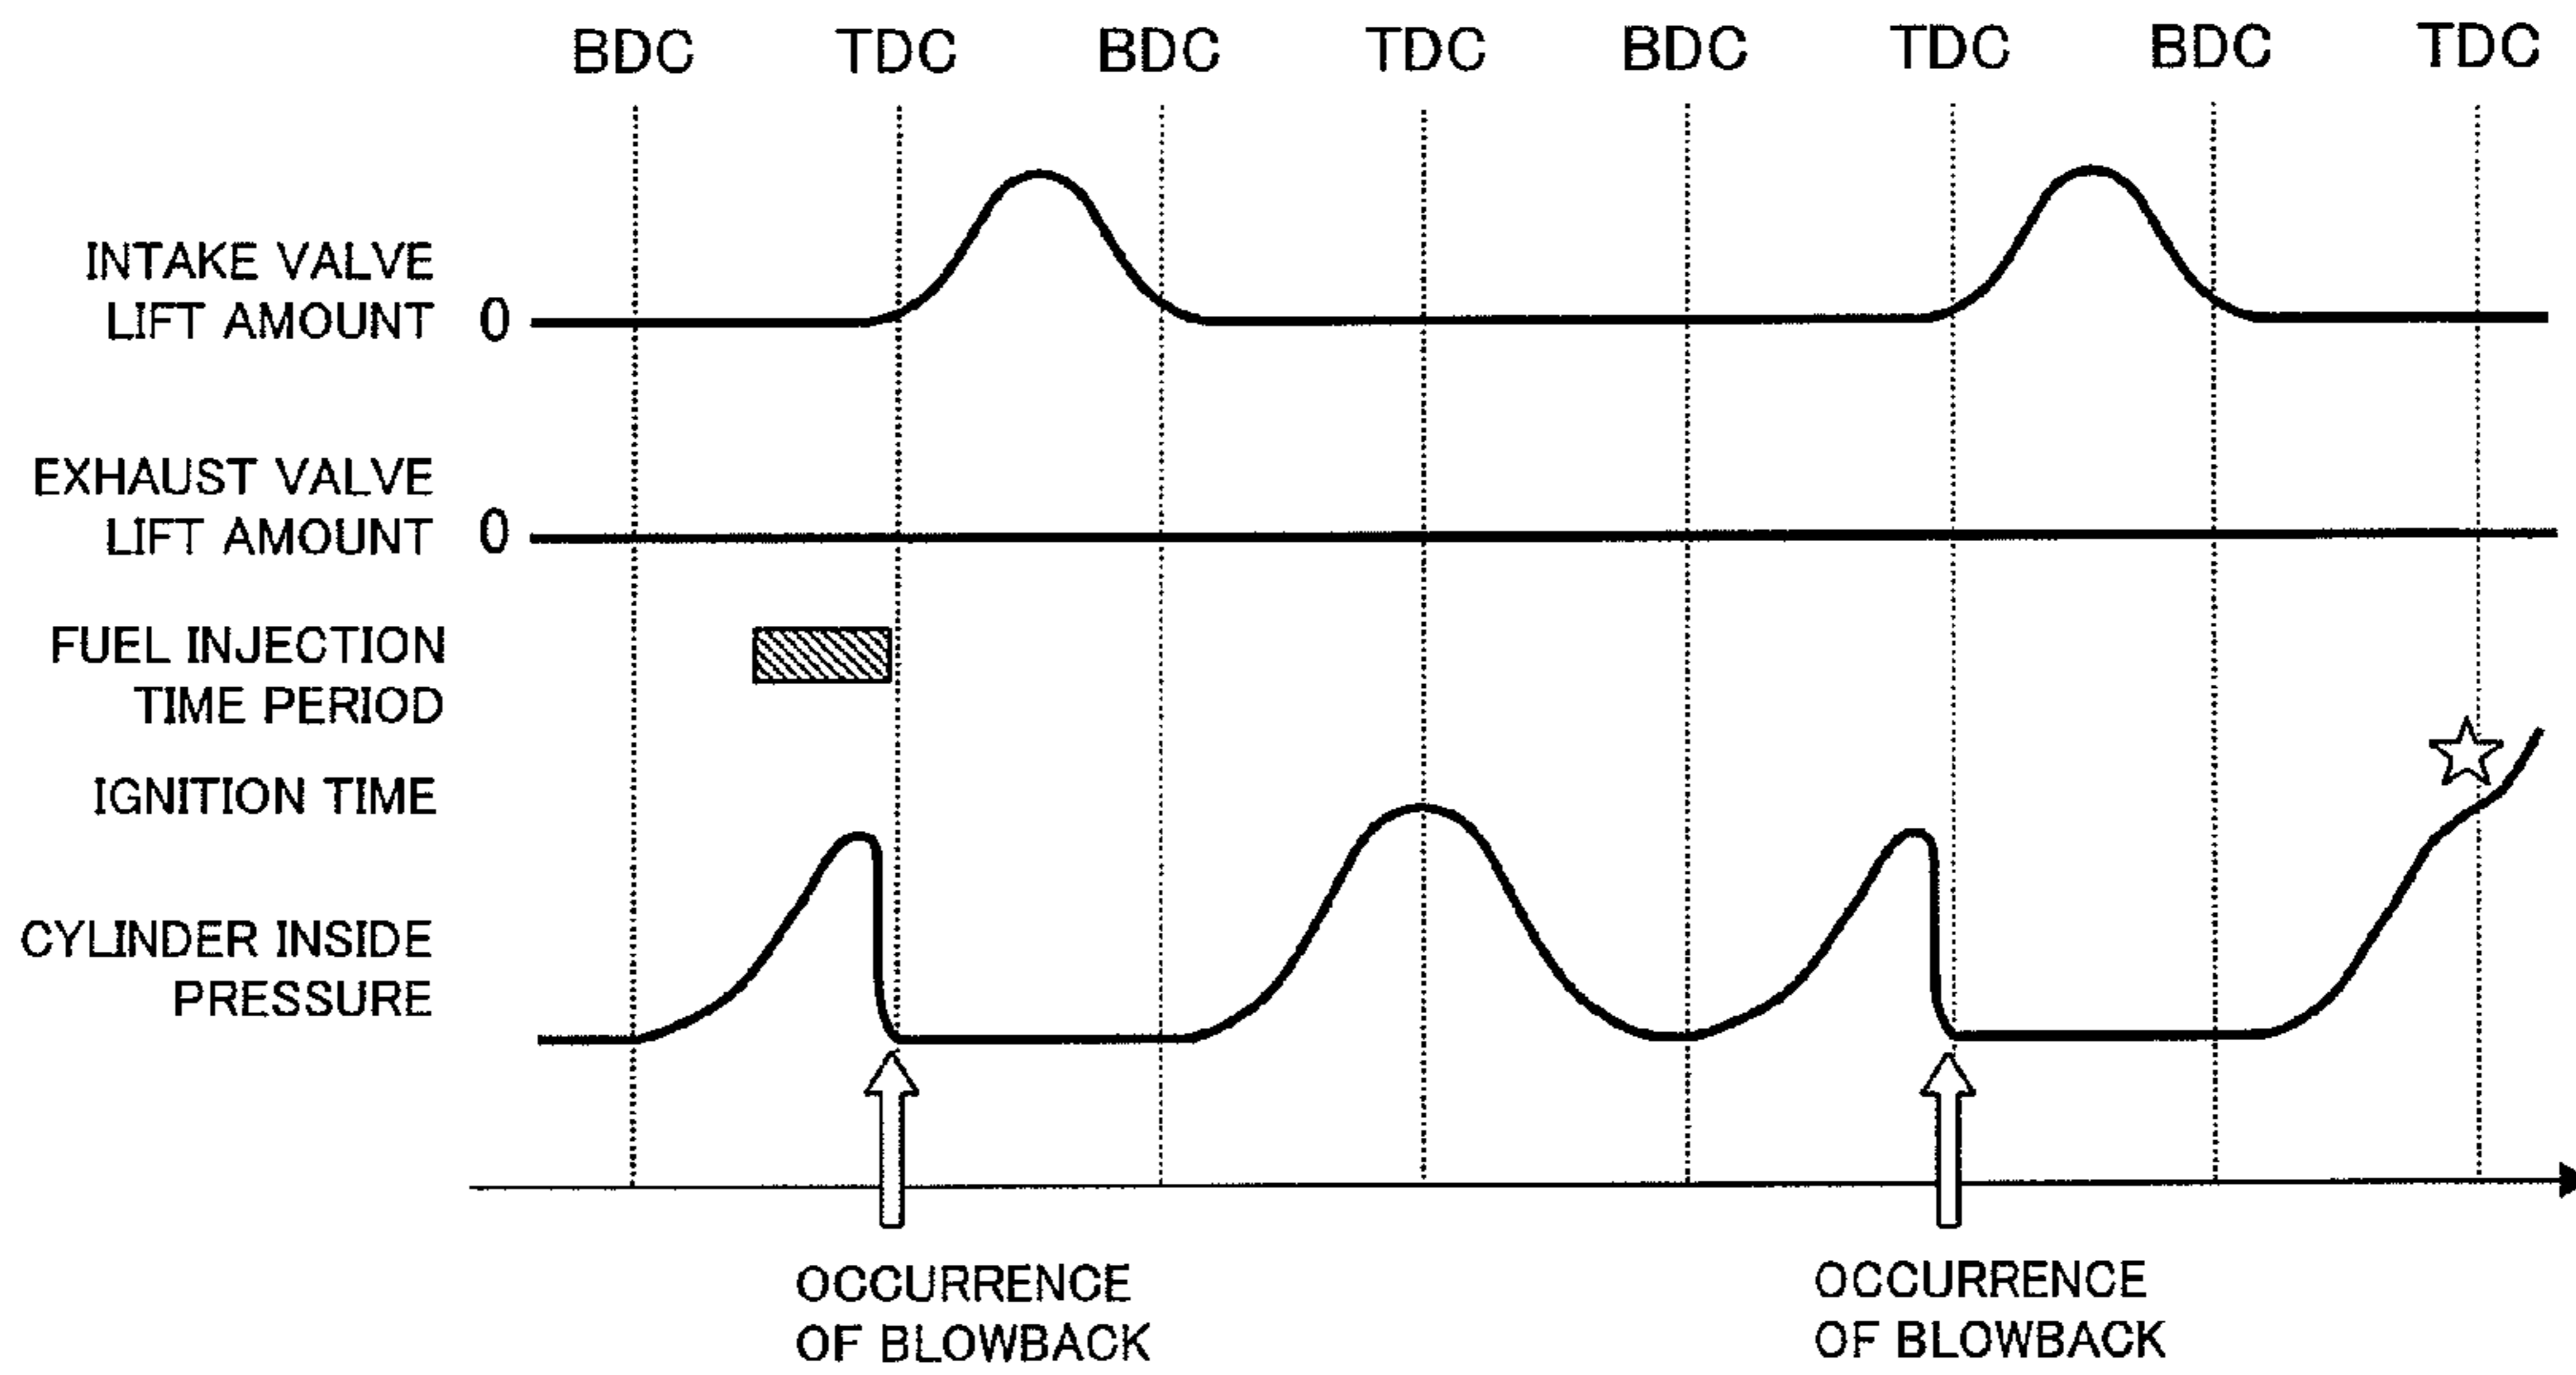 BDC TDC BDC TDC BDC TDC BDC TDC
INTAKE VALVE
LIFT AMOUNT 0
EXHAUST VALVE
LIFT AMOUNT 0
FUEL INJECTION
TIME PERIOD
IGNITION TIME
CYLINDER INSIDE
PRESSURE
OCCURRENCE
OF BLOWBACK
OCCURRENCE
OF BLOWBACK